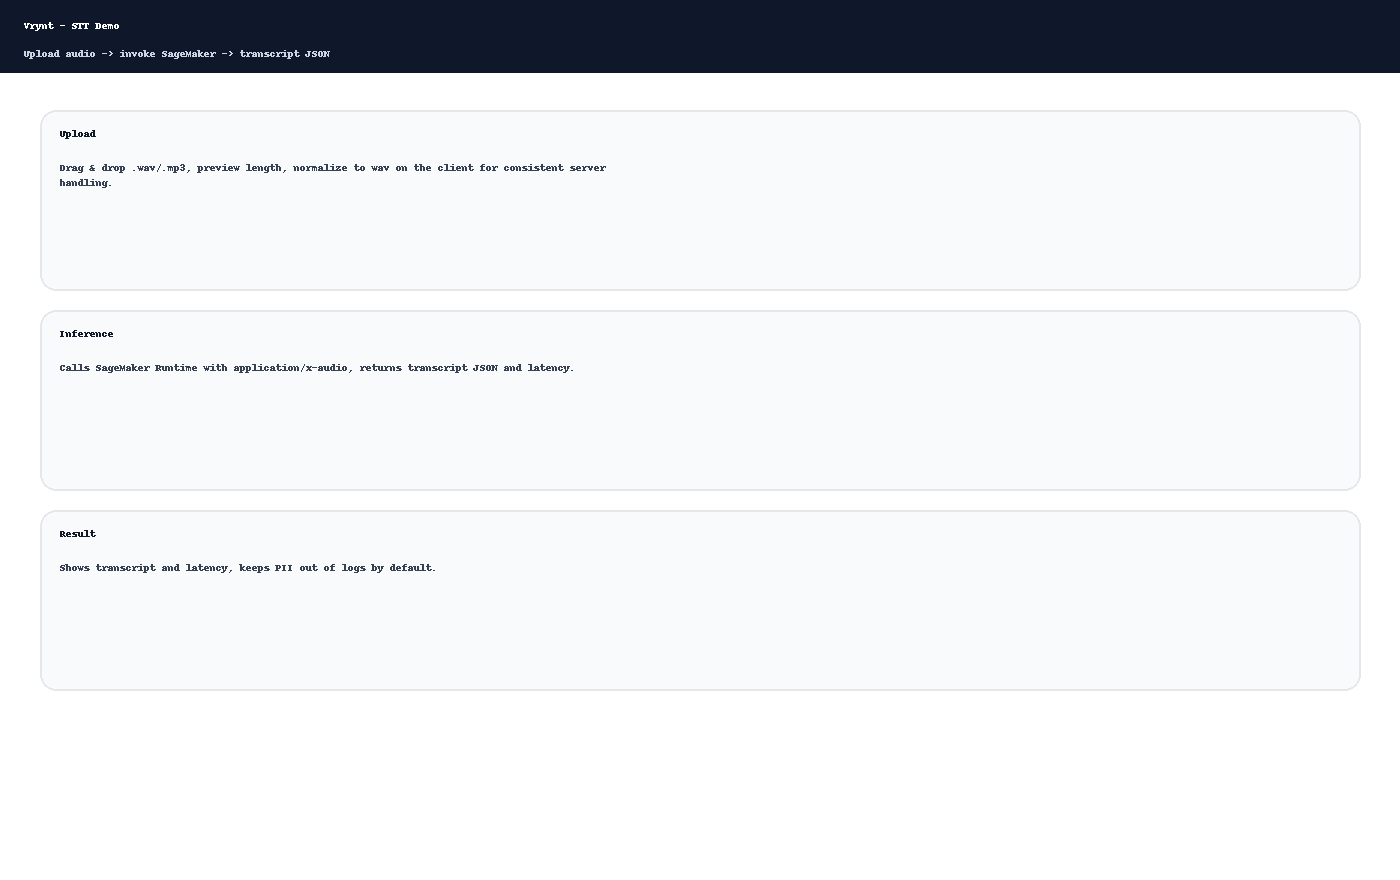 Vrynt - STT Demo
Upload audio -> invoke SageMaker -> transcript JSON
Upload
Drag & drop .wav/.mp3, preview length, normalize to wav on the client for consistent server
handling.
Inference
Calls SageMaker Runtime with application/x-audio, returns transcript JSON and latency.
Result
Shows transcript and latency, keeps PII out of logs by default.